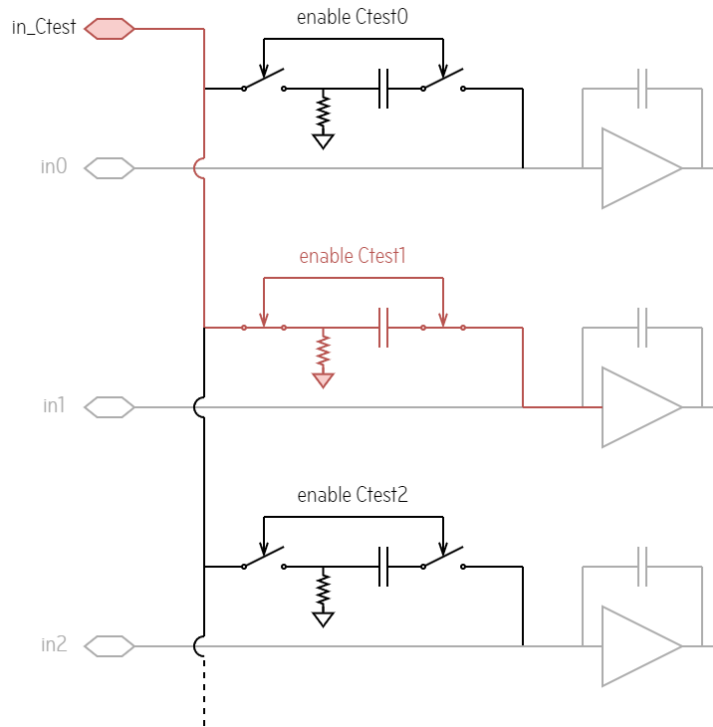 enable Ctest0
in_Ctest
in0
enable Ctest1
in1
enable Ctest2
in2